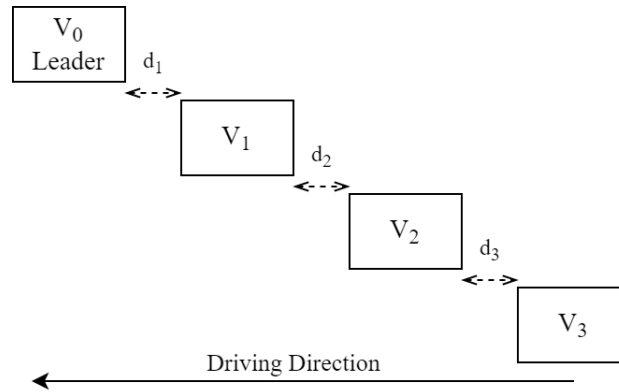 V₀
Leader
d₁
V₁
d₂
V₂
d₃
V₃
Driving Direction